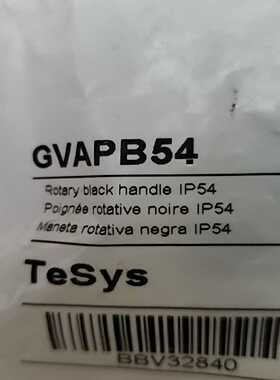 GVAPB54
Rotary black handle IP54
Poignée rotative noire IP54
Maneta rotativa negra IP54
TeSys
BBV32840